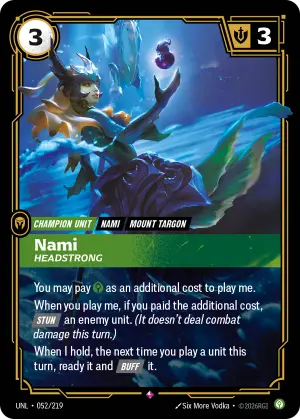 3
3
CHAMPION UNIT NAMI MOUNT TARGON
Nami
HEADSTRONG
You may pay as an additional cost to play me.
When you play me, if you paid the additional cost,
STUN an enemy unit. (It doesn't deal combat
damage this turn.)
When I hold, the next time you play a unit this
turn, ready it and BUFF it.
UNL • 052/219
Six More Vodka
©2026RGI